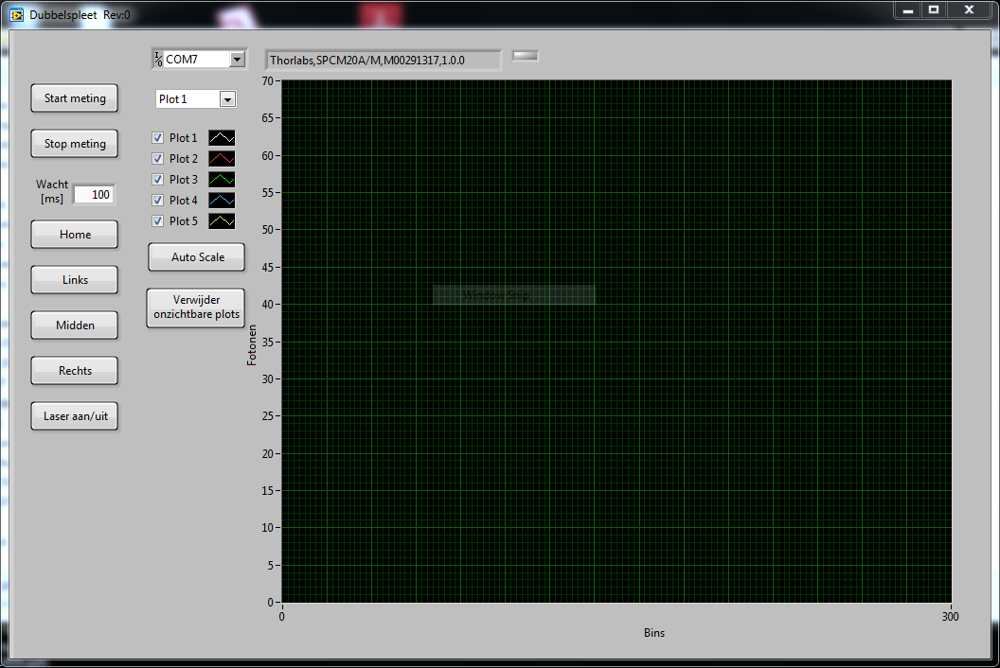 Dubbelspleet Rev:0
I/O COM7
Thorlabs,SPCM20A/M,M00291317,1.0.0
Start meting
Stop meting
Wacht
[ms] 100
Home
Links
Midden
Rechts
Laser aan/uit
Plot 1
Plot 1
Plot 2
Plot 3
Plot 4
Plot 5
Auto Scale
Verwijder
onzichtbare plots
Fotonen
70
65
60
55
50
45
40
35
30
25
20
15
10
5
0
Window Snip
0
300
Bins